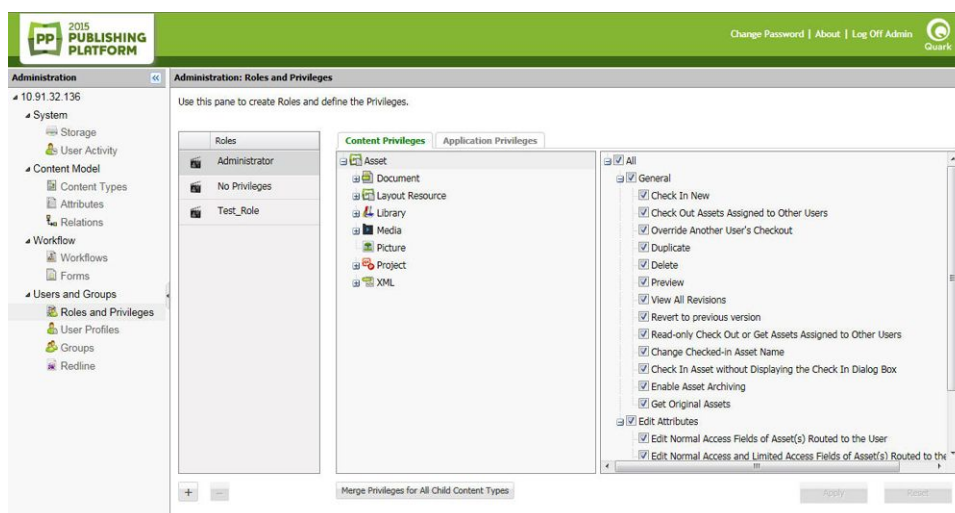 2015
PP PUBLISHING
PLATFORM
Change Password | About | Log Off Admin
Quark
Administration
Administration: Roles and Privileges
10.91.32.136
System
Storage
User Activity
Content Model
Content Types
Attributes
Relations
Workflow
Workflows
Forms
Users and Groups
Roles and Privileges
User Profiles
Groups
Redline
Use this pane to create Roles and define the Privileges.
Roles
Administrator
No Privileges
Test_Role
Content Privileges
Application Privileges
Asset
Document
Layout Resource
Library
Media
Picture
Project
XML
All
General
Check In New
Check Out Assets Assigned to Other Users
Override Another User's Checkout
Duplicate
Delete
Preview
View All Revisions
Revert to previous version
Read-only Check Out or Get Assets Assigned to Other Users
Change Checked-in Asset Name
Check In Asset without Displaying the Check In Dialog Box
Enable Asset Archiving
Get Original Assets
Edit Attributes
Edit Normal Access Fields of Asset(s) Routed to the User
Edit Normal Access and Limited Access Fields of Asset(s) Routed to the
Merge Privileges for All Child Content Types
Apply
Reset